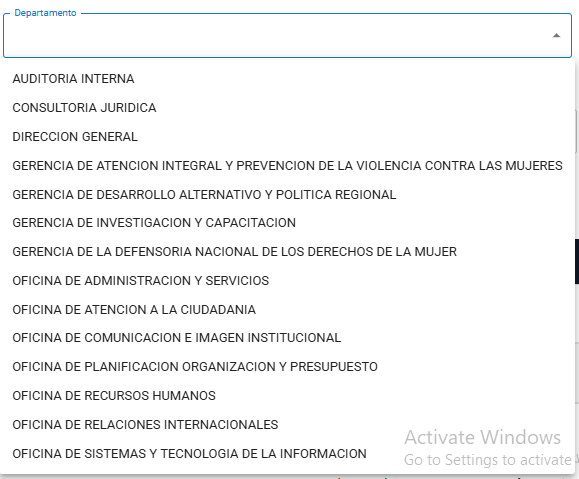 Departamento
AUDITORIA INTERNA
CONSULTORIA JURIDICA
DIRECCION GENERAL
GERENCIA DE ATENCION INTEGRAL Y PREVENCION DE LA VIOLENCIA CONTRA LAS MUJERES
GERENCIA DE DESARROLLO ALTERNATIVO Y POLITICA REGIONAL
GERENCIA DE INVESTIGACION Y CAPACITACION
GERENCIA DE LA DEFENSORIA NACIONAL DE LOS DERECHOS DE LA MUJER
OFICINA DE ADMINISTRACION Y SERVICIOS
OFICINA DE ATENCION A LA CIUDADANIA
OFICINA DE COMUNICACION E IMAGEN INSTITUCIONAL
OFICINA DE PLANIFICACION ORGANIZACION Y PRESUPUESTO
OFICINA DE RECURSOS HUMANOS
OFICINA DE RELACIONES INTERNACIONALES
OFICINA DE SISTEMAS Y TECNOLOGIA DE LA INFORMACION
Activate Windows
Go to Settings to activate